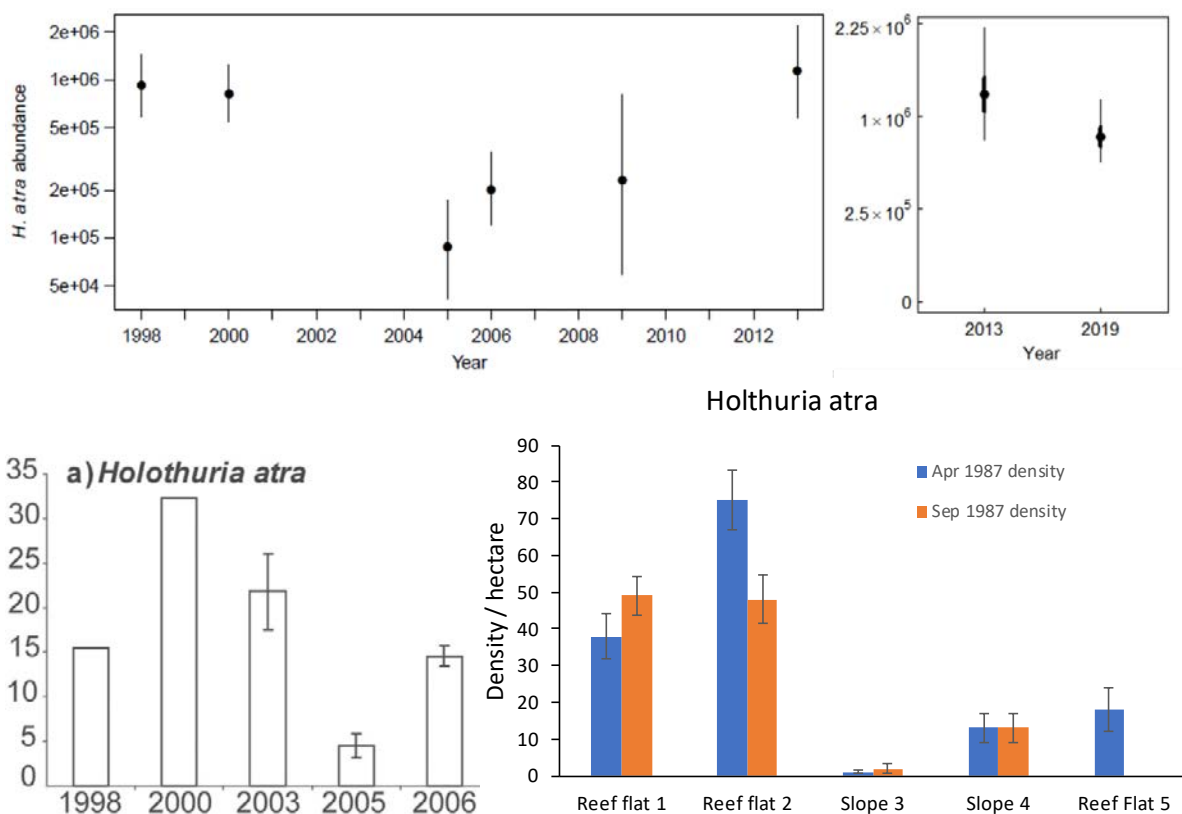 2e+06
1e+06
5e+05
2e+05
1e+05
5e+04
H. atra abundance
1998
2000
2002
2004
2006
2008
2010
2012
Year
2.25 × 10⁶
1 × 10⁶
2.5 × 10⁵
0
2013
2019
Year
Holthuria atra
a) Holothuria atra
35
30
25
20
15
10
5
0
1998
2000
2003
2005
2006
90
80
70
60
50
40
30
20
10
0
Density / hectare
Apr 1987 density
Sep 1987 density
Reef flat 1
Reef flat 2
Slope 3
Slope 4
Reef Flat 5